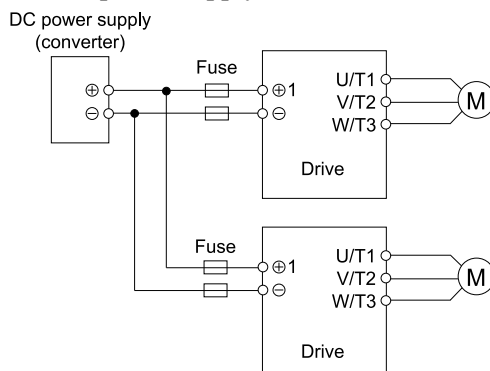 DC power supply
(converter)
⊕
⊖
Fuse
⊕1
⊖
U/T1
V/T2
W/T3
M
Drive
Fuse
⊕1
⊖
U/T1
V/T2
W/T3
M
Drive